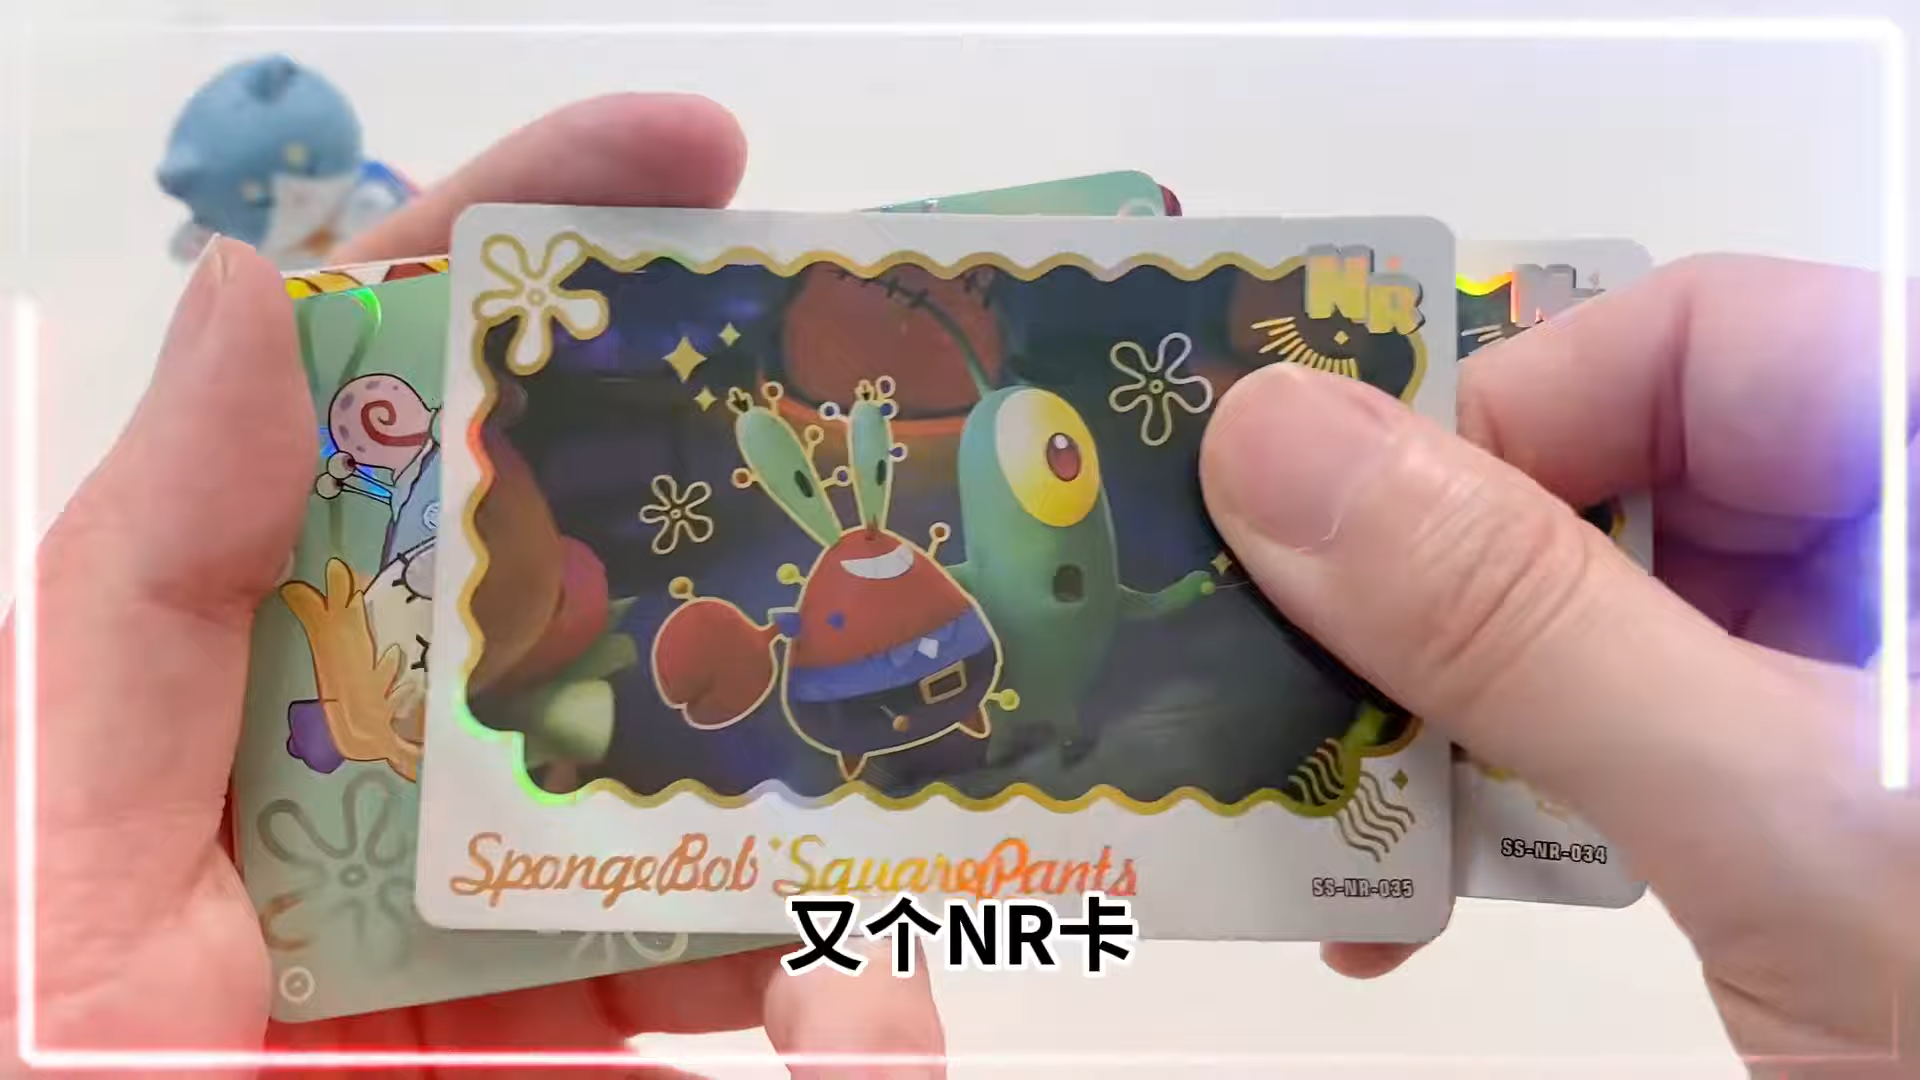 NR
SpongeBob SquarePants
SS-NR-035
SS-NR-034
又个NR卡